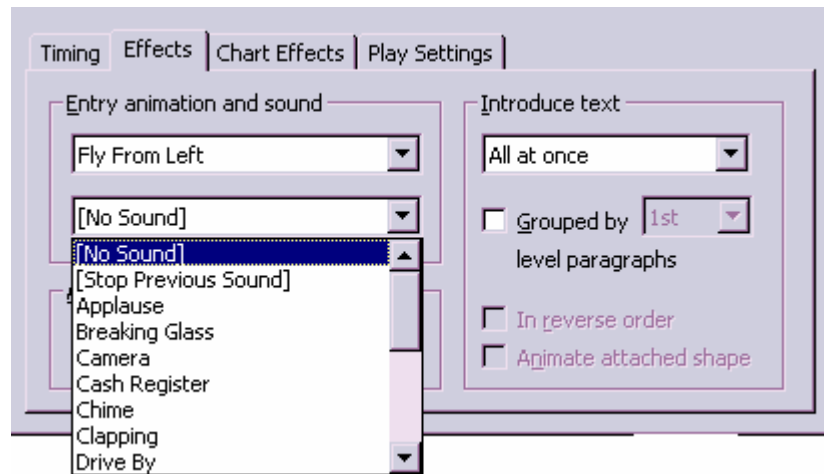 Timing Effects Chart Effects Play Settings
Entry animation and sound
Fly From Left
[No Sound]
[No Sound]
[Stop Previous Sound]
Applause
Breaking Glass
Camera
Cash Register
Chime
Clapping
Drive By
Introduce text
All at once
Grouped by 1st
level paragraphs
In reverse order
Animate attached shape